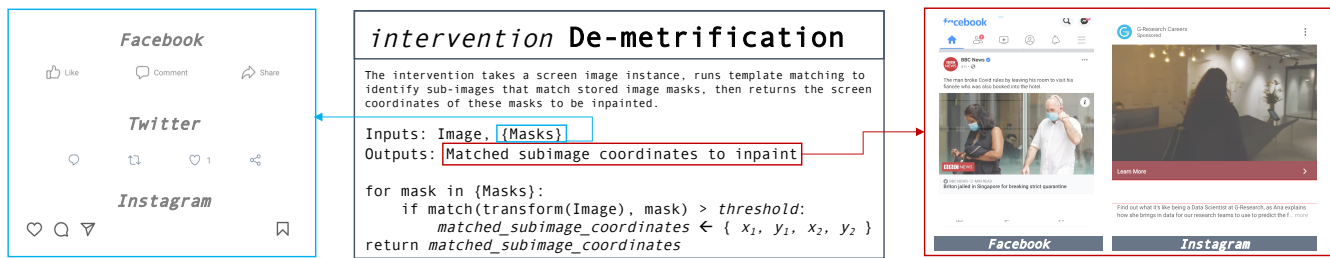 Facebook
Like Comment Share
Twitter
1
Instagram
intervention De-metrification
The intervention takes a screen image instance, runs template matching to
identify sub-images that match stored image masks, then returns the screen
coordinates of these masks to be inpainted.
Inputs: Image, {Masks}
Outputs: Matched subimage coordinates to inpaint
for mask in {Masks}:
if match(transform(Image), mask) > threshold:
matched_subimage_coordinates ← { x₁, y₁, x₂, y₂ }
return matched_subimage_coordinates
BBC News
The man broke Covid rules by leaving his room to visit his
fiancée who was also booked into the hotel.
BBC NEWS
Briton jailed in Singapore for breaking strict quarantine
Facebook
G
G-Research Careers
Sponsored
Learn More
Find out what it's like being a Data Scientist at G-Research, as Ana explains
how she brings in data for our research teams to use to predict the f... more
Instagram